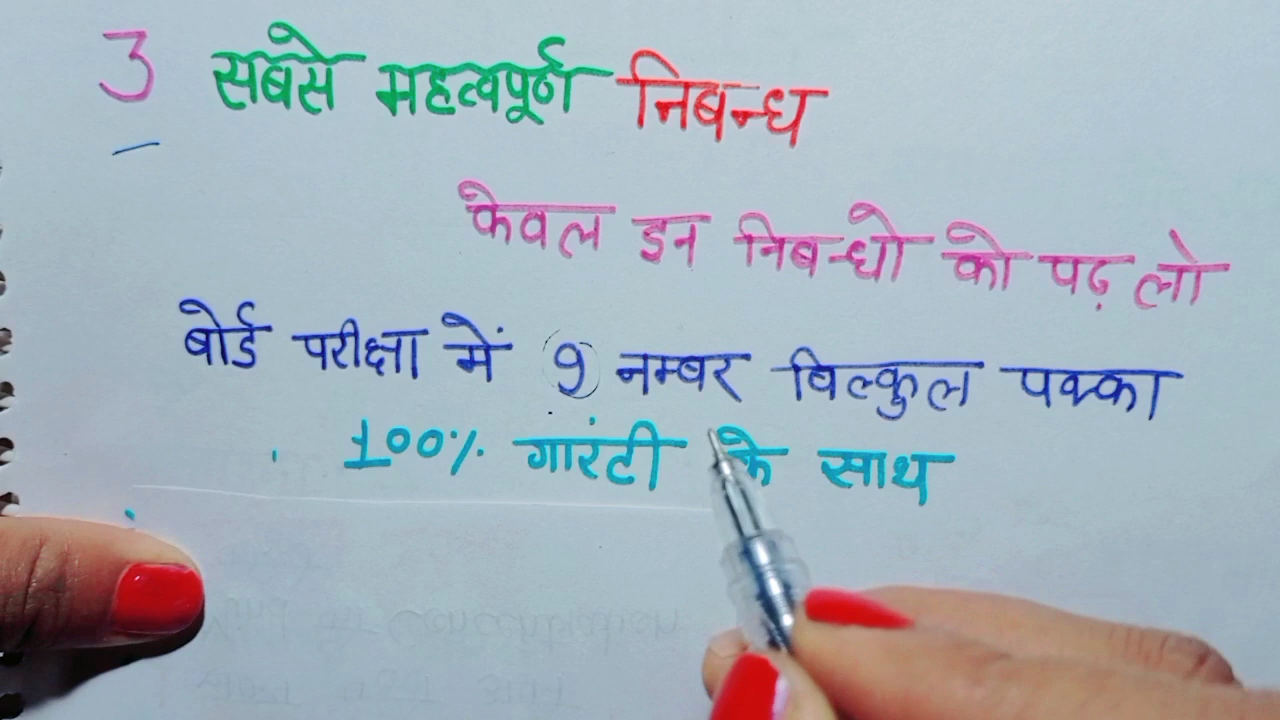 3 सबसे महत्वपूर्ण निबन्ध
केवल इन निबन्धो को पढ़ लो
बोर्ड परीक्षा में 9 नम्बर विल्कुल पक्का
100% गारंटी के साथ